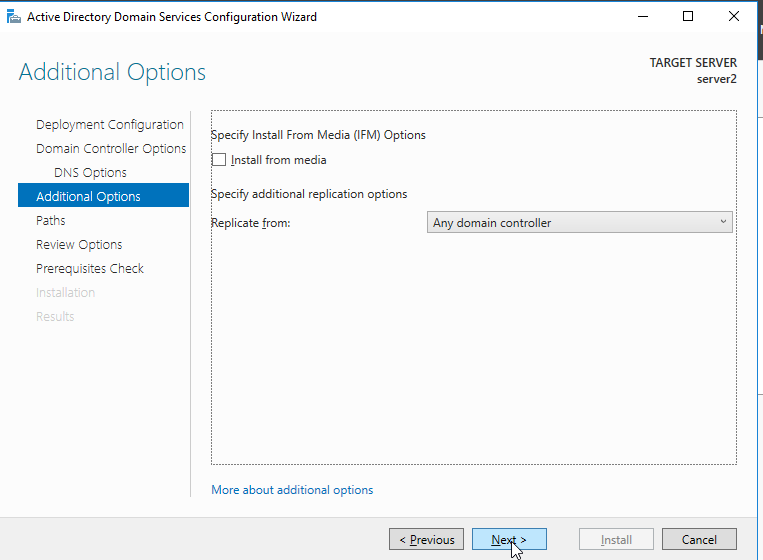 Active Directory Domain Services Configuration Wizard
Additional Options
TARGET SERVER
server2
Deployment Configuration
Domain Controller Options
DNS Options
Additional Options
Paths
Review Options
Prerequisites Check
Installation
Results
Specify Install From Media (IFM) Options
Install from media
Specify additional replication options
Replicate from: Any domain controller
More about additional options
< Previous Next > Install Cancel